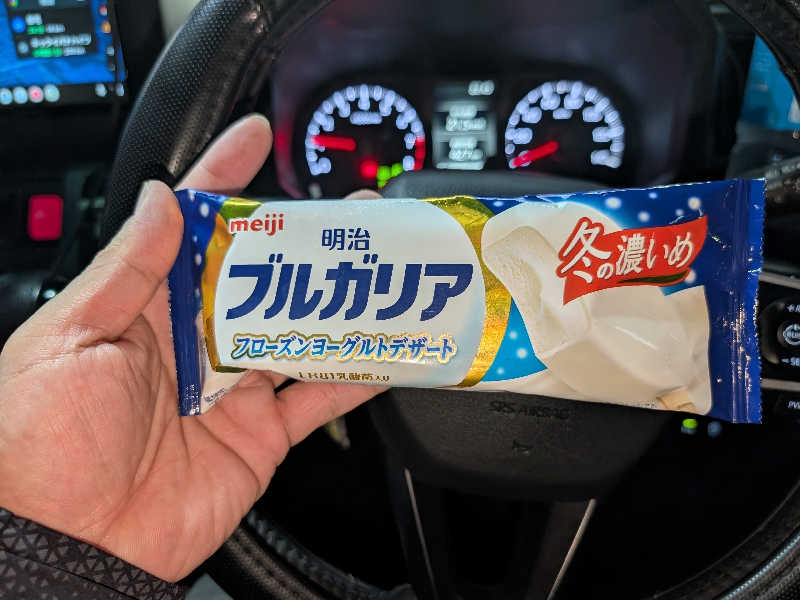 meiji
明治
ブルガリア
フローズンヨーグルトデザート
LB81乳酸菌入り
冬の濃いめ
SRS AIRBAG